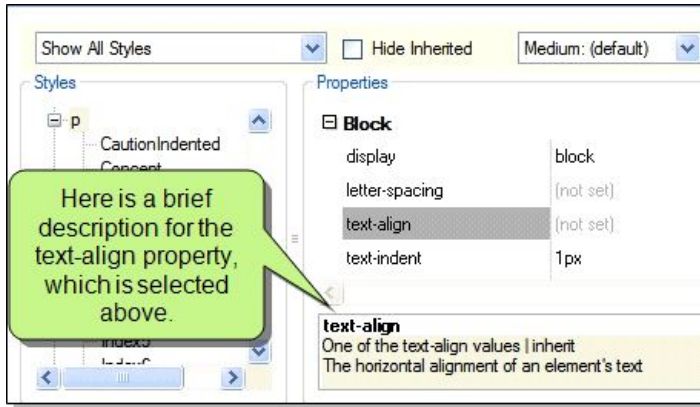 Show All Styles
Hide Inherited
Medium: (default)
Styles
Properties
p
CautionIndented
Concept
Block
display
block
letter-spacing
(not set)
text-align
(not set)
text-indent
1px
Here is a brief
description for the
text-align property,
which is selected
above.
text-align
One of the text-align values | inherit
The horizontal alignment of an element's text